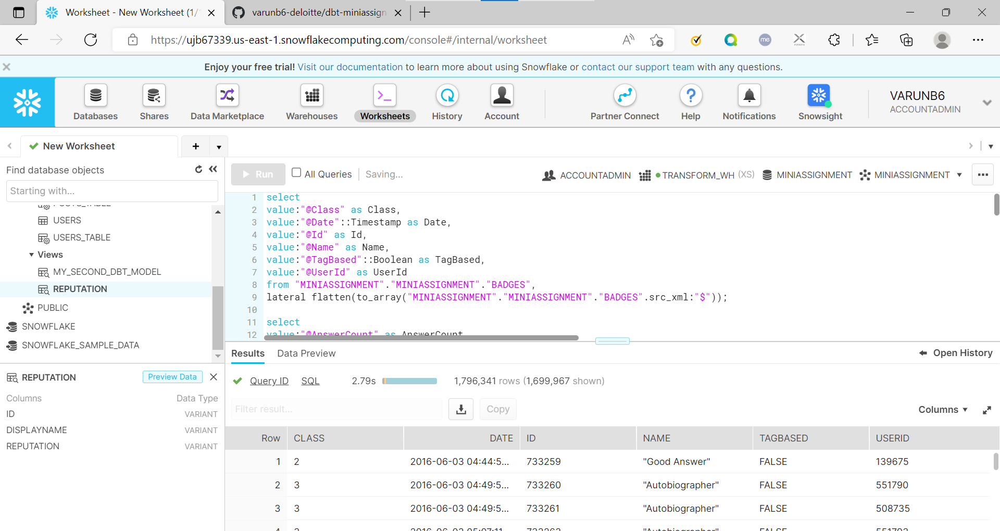 Worksheet - New Worksheet (1/
varunb6-deloitte/dbt-miniassign
https://ujb67339.us-east-1.snowflakecomputing.com/console#/internal/worksheet
me
Enjoy your free trial! Visit our documentation to learn more about using Snowflake or contact our support team with any questions.
Databases
Shares
Data Marketplace
Warehouses
Worksheets
History
Account
Partner Connect
Help
Notifications
Snowsight
VARUNB6
ACCOUNTADMIN
New Worksheet
Find database objects
Starting with...
POSTS_TABLE
USERS
USERS_TABLE
Views
MY_SECOND_DBT_MODEL
REPUTATION
PUBLIC
SNOWFLAKE
SNOWFLAKE_SAMPLE_DATA
REPUTATION
Preview Data
Columns Data Type
ID VARIANT
DISPLAYNAME VARIANT
REPUTATION VARIANT
Run All Queries Saving... ACCOUNTADMIN TRANSFORM_WH (XS) MINIASSIGNMENT MINIASSIGNMENT
1 select
2 value:"@Class" as Class,
3 value:"@Date"::Timestamp as Date,
4 value:"@Id" as Id,
5 value:"@Name" as Name,
6 value:"@TagBased"::Boolean as TagBased,
7 value:"@UserId" as UserId
8 from "MINIASSIGNMENT"."MINIASSIGNMENT"."BADGES",
9 lateral flatten(to_array("MINIASSIGNMENT"."MINIASSIGNMENT"."BADGES".src_xml:"$"));
10
11 select
12 value:"@AnswerCount" as AnswerCount
Results Data Preview Open History
Query ID SQL 2.79s 1,796,341 rows (1,699,967 shown)
Filter result... Copy Columns
Row CLASS DATE ID NAME TAGBASED USERID
1 2 2016-06-03 04:44:5... 733259 "Good Answer" FALSE 139675
2 3 2016-06-03 04:49:5... 733260 "Autobiographer" FALSE 551790
3 3 2016-06-03 04:49:5... 733261 "Autobiographer" FALSE 508735